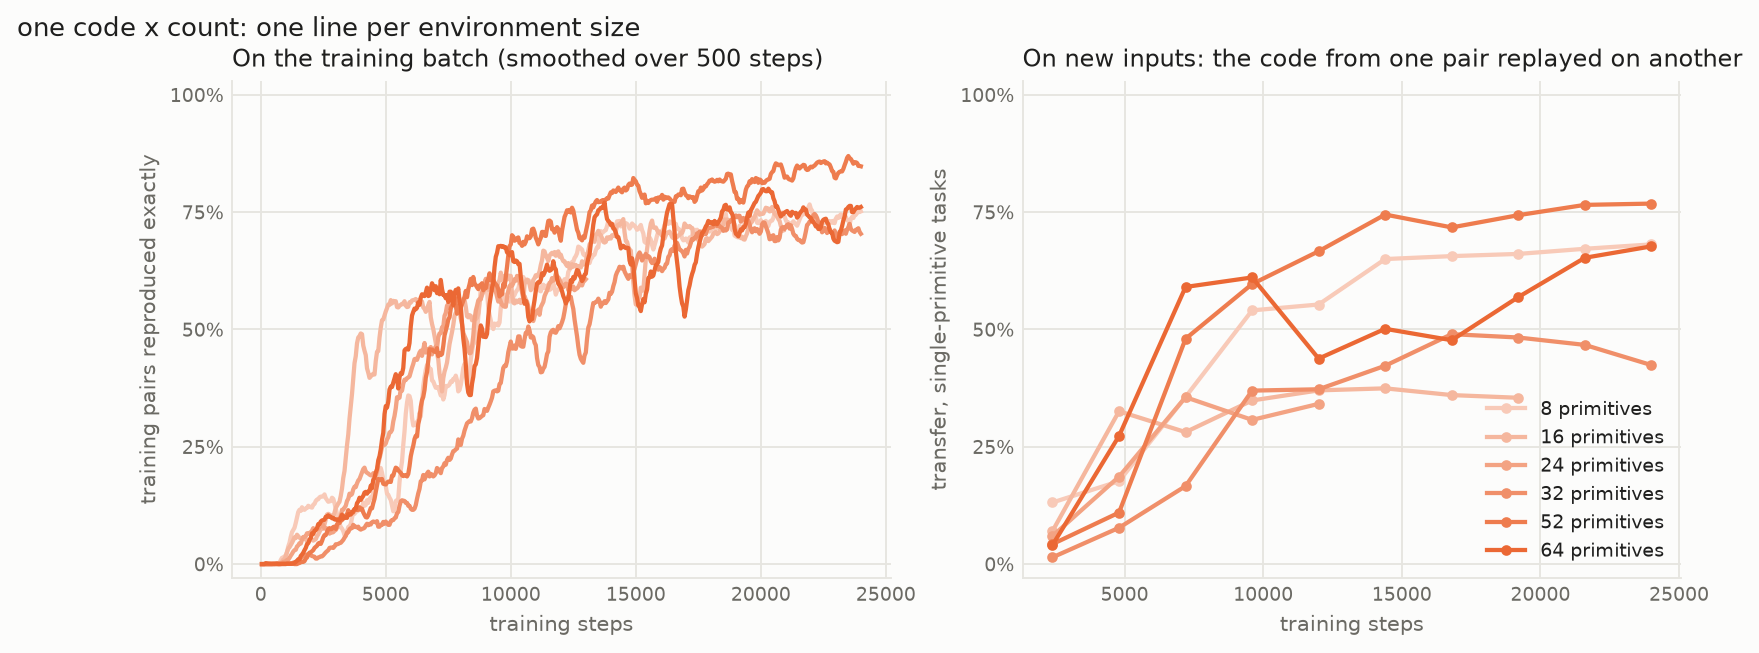 one code x count: one line per environment size
On the training batch (smoothed over 500 steps)
training pairs reproduced exactly
100%
75%
50%
25%
0%
0 5000 10000 15000 20000 25000
training steps
On new inputs: the code from one pair replayed on another
transfer, single-primitive tasks
100%
75%
50%
25%
0%
8 primitives
16 primitives
24 primitives
32 primitives
52 primitives
64 primitives
5000 10000 15000 20000 25000
training steps